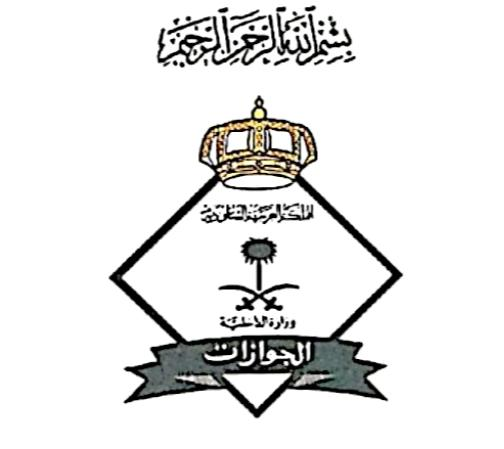 بسم الله الرحمن الرحيم
المملكة العربية السعودية
وزارة الداخلية
الجوازات